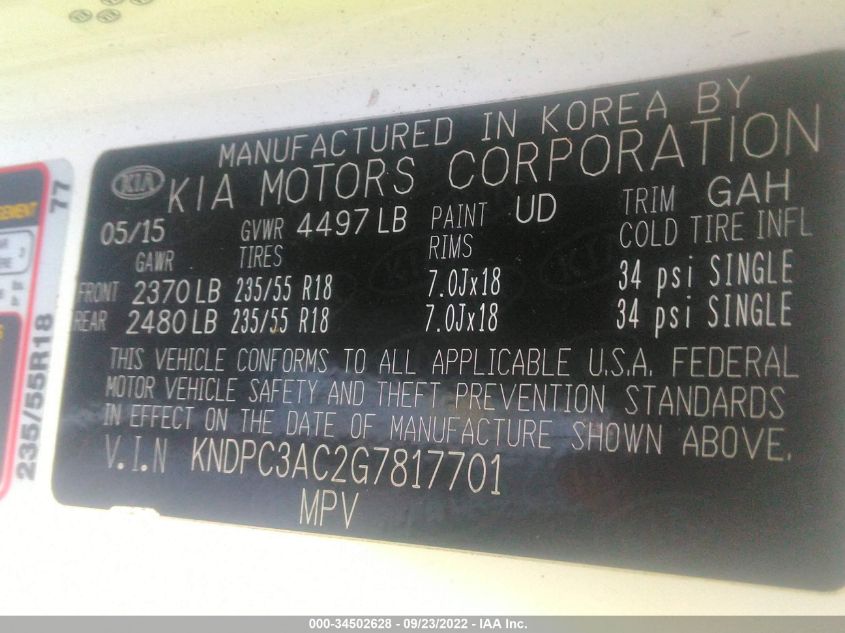 MANUFACTURED IN KOREA BY
KIA KIA MOTORS CORPORATION
05/15 GVWR 4497 LB PAINT UD TRIM GAH
GAWR TIRES RIMS COLD TIRE INFL
FRONT 2370 LB 235/55 R18 7.0Jx18 34 psi SINGLE
REAR 2480 LB 235/55 R18 7.0Jx18 34 psi SINGLE
THIS VEHICLE CONFORMS TO ALL APPLICABLE U.S.A. FEDERAL
MOTOR VEHICLE SAFETY AND THEFT PREVENTION STANDARDS
IN EFFECT ON THE DATE OF MANUFACTURE SHOWN ABOVE.
V.I.N KNDPC3AC2G7817701
MPV
77
235/55R18
000-34502628 - 09/23/2022 - IAA Inc.